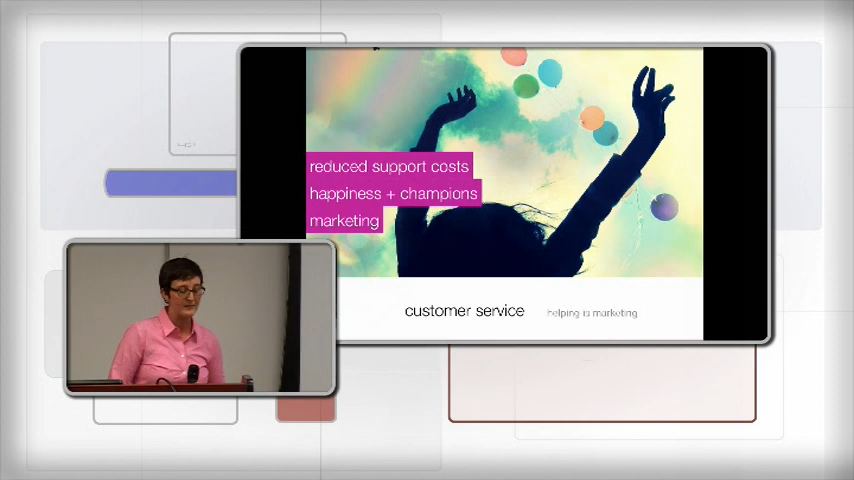 reduced support costs
happiness + champions
marketing
customer service
helping is marketing